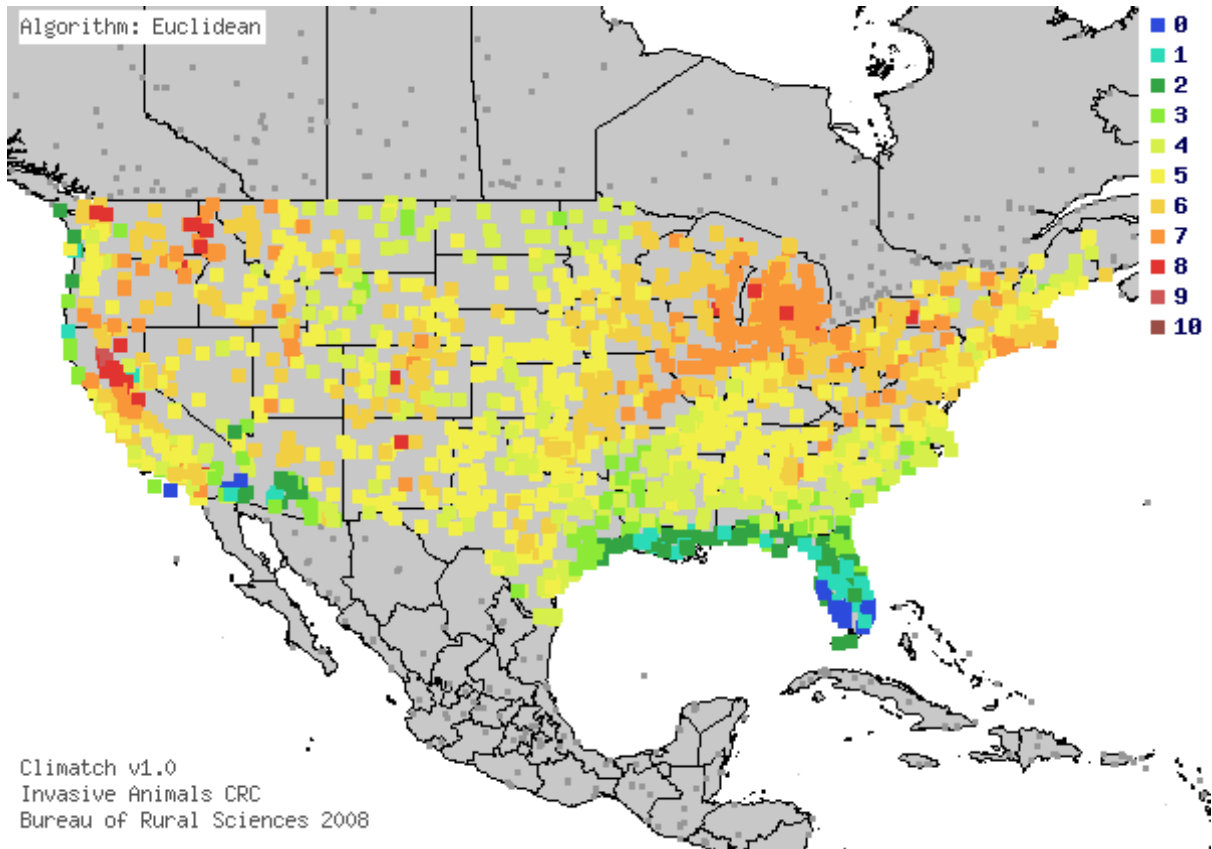 Algorithm: Euclidean
0
1
2
3
4
5
6
7
8
9
10
Climatch v1.0
Invasive Animals CRC
Bureau of Rural Sciences 2008